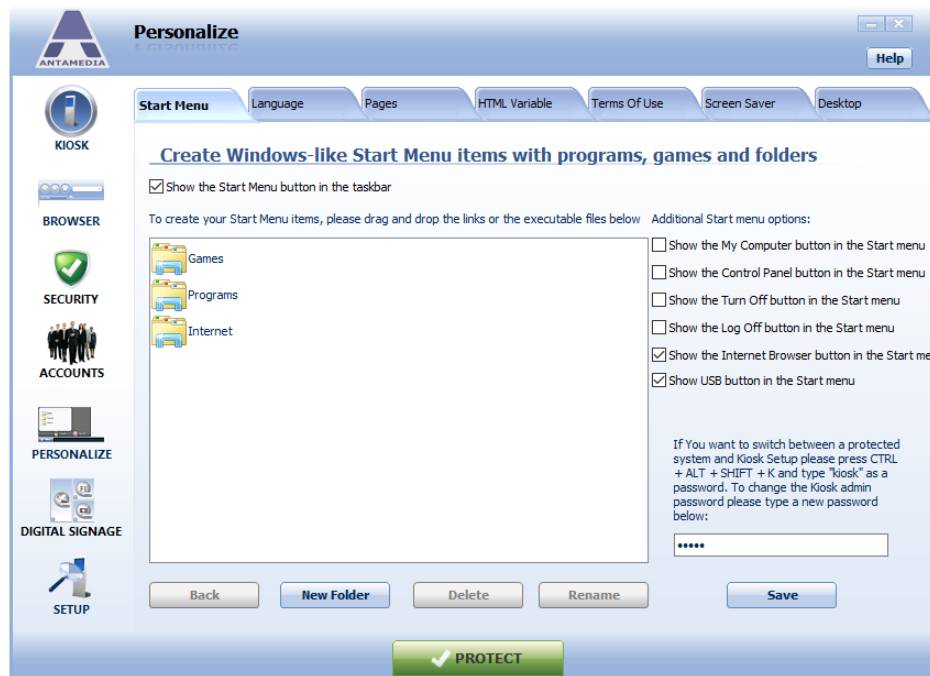 Personalize
ANTAMEDIA
Help
Start Menu
Language
Pages
HTML Variable
Terms Of Use
Screen Saver
Desktop
KIOSK
BROWSER
SECURITY
ACCOUNTS
PERSONALIZE
DIGITAL SIGNAGE
SETUP
Create Windows-like Start Menu items with programs, games and folders
Show the Start Menu button in the taskbar
To create your Start Menu items, please drag and drop the links or the executable files below
Games
Programs
Internet
Additional Start menu options:
Show the My Computer button in the Start menu
Show the Control Panel button in the Start menu
Show the Turn Off button in the Start menu
Show the Log Off button in the Start menu
Show the Internet Browser button in the Start me
Show USB button in the Start menu
If You want to switch between a protected
system and Kiosk Setup please press CTRL
+ ALT + SHIFT + K and type "kiosk" as a
password. To change the Kiosk admin
password please type a new password
below:
•••••
Back
New Folder
Delete
Rename
Save
PROTECT